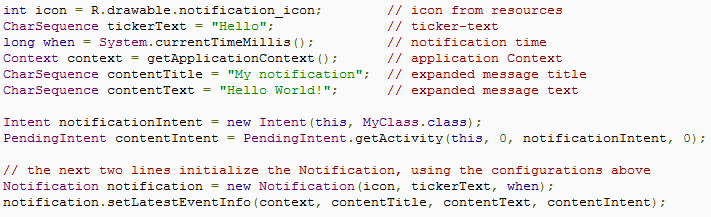 int icon = R.drawable.notification_icon;        // icon from resources
CharSequence tickerText = "Hello";              // ticker-text
long when = System.currentTimeMillis();         // notification time
Context context = getApplicationContext();      // application Context
CharSequence contentTitle = "My notification";  // expanded message title
CharSequence contentText = "Hello World!";      // expanded message text

Intent notificationIntent = new Intent(this, MyClass.class);
PendingIntent contentIntent = PendingIntent.getActivity(this, 0, notificationIntent, 0);

// the next two lines initialize the Notification, using the configurations above
Notification notification = new Notification(icon, tickerText, when);
notification.setLatestEventInfo(context, contentTitle, contentText, contentIntent);